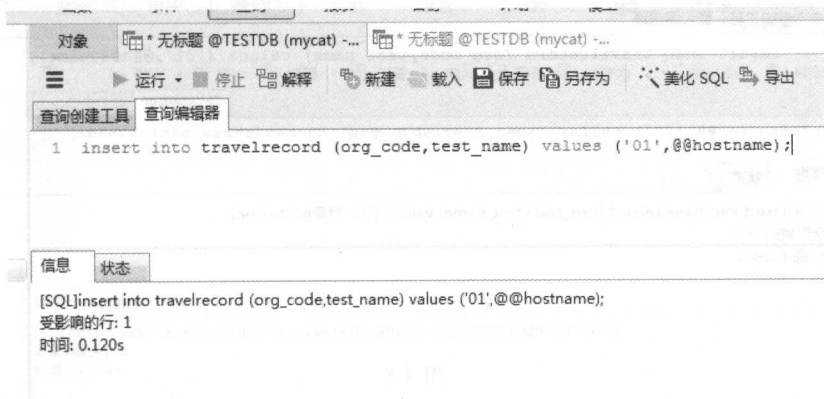 对象
* 无标题 @TESTDB (mycat) -...
* 无标题 @TESTDB (mycat) -...
运行
停止
解释
新建
载入
保存
另存为
美化 SQL
导出
查询创建工具
查询编辑器
1 insert into travelrecord (org_code,test_name) values ('01',@@hostname);
信息
状态
[SQL]insert into travelrecord (org_code,test_name) values ('01',@@hostname);
受影响的行: 1
时间: 0.120s